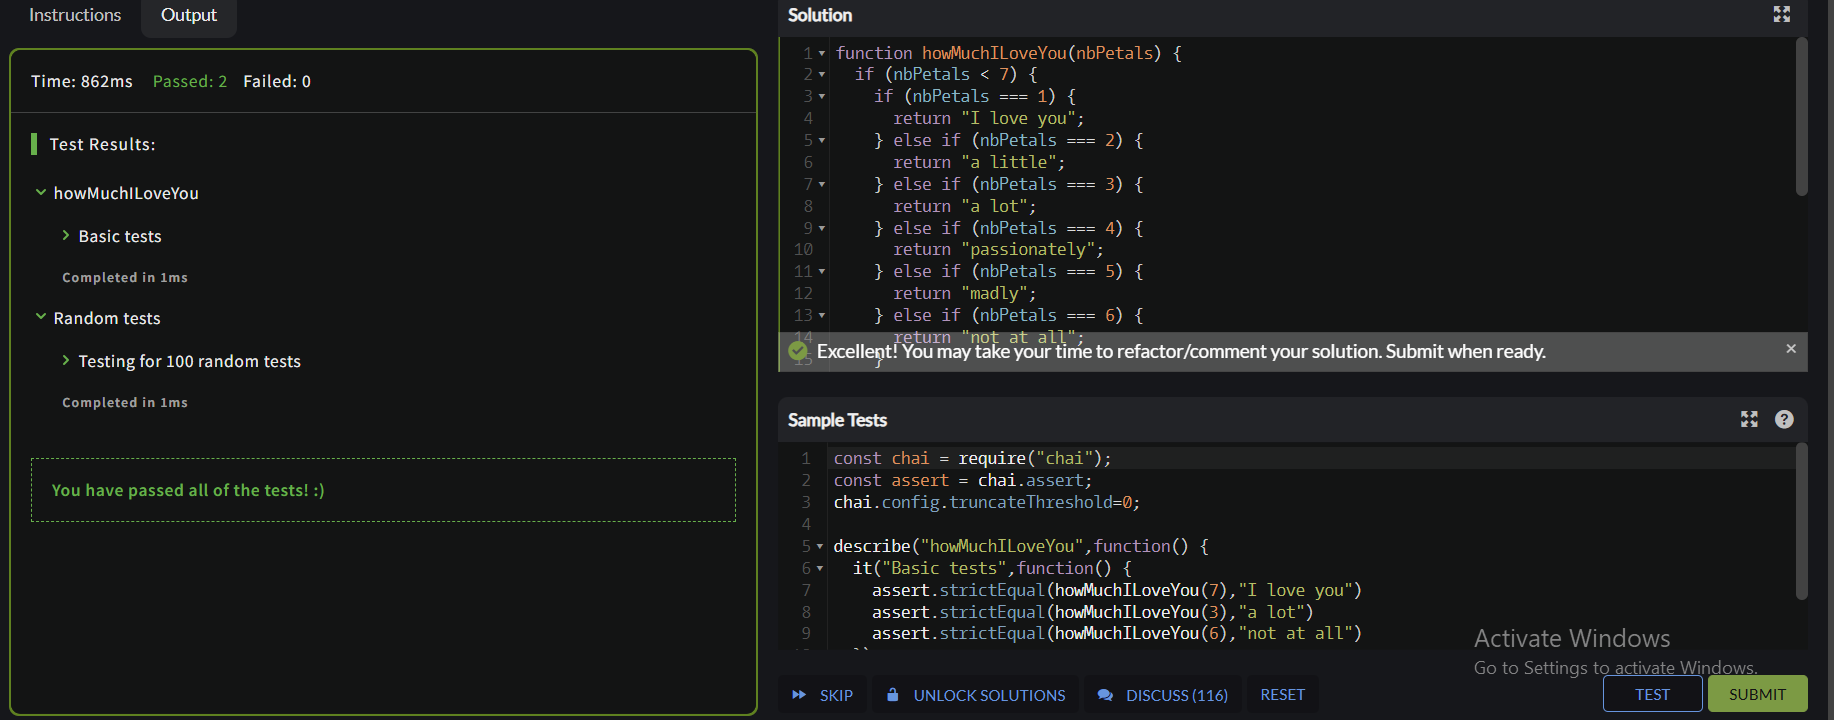 Instructions
Output
Time: 862ms Passed: 2 Failed: 0
Test Results:
howMuchILoveYou
Basic tests
Completed in 1ms
Random tests
Testing for 100 random tests
Completed in 1ms
You have passed all of the tests! :)
Solution
1 function howMuchILoveYou(nbPetals) {
2 if (nbPetals < 7) {
3 if (nbPetals === 1) {
4 return "I love you";
5 } else if (nbPetals === 2) {
6 return "a little";
7 } else if (nbPetals === 3) {
8 return "a lot";
9 } else if (nbPetals === 4) {
10 return "passionately";
11 } else if (nbPetals === 5) {
12 return "madly";
13 } else if (nbPetals === 6) {
14 return "not at all";
15 }
Excellent! You may take your time to refactor/comment your solution. Submit when ready.
Sample Tests
1 const chai = require("chai");
2 const assert = chai.assert;
3 chai.config.truncateThreshold=0;
4
5 describe("howMuchILoveYou",function() {
6 it("Basic tests",function() {
7 assert.strictEqual(howMuchILoveYou(7),"I love you")
8 assert.strictEqual(howMuchILoveYou(3),"a lot")
9 assert.strictEqual(howMuchILoveYou(6),"not at all")
Activate Windows
Go to Settings to activate Windows.
SKIP
UNLOCK SOLUTIONS
DISCUSS (116)
RESET
TEST
SUBMIT